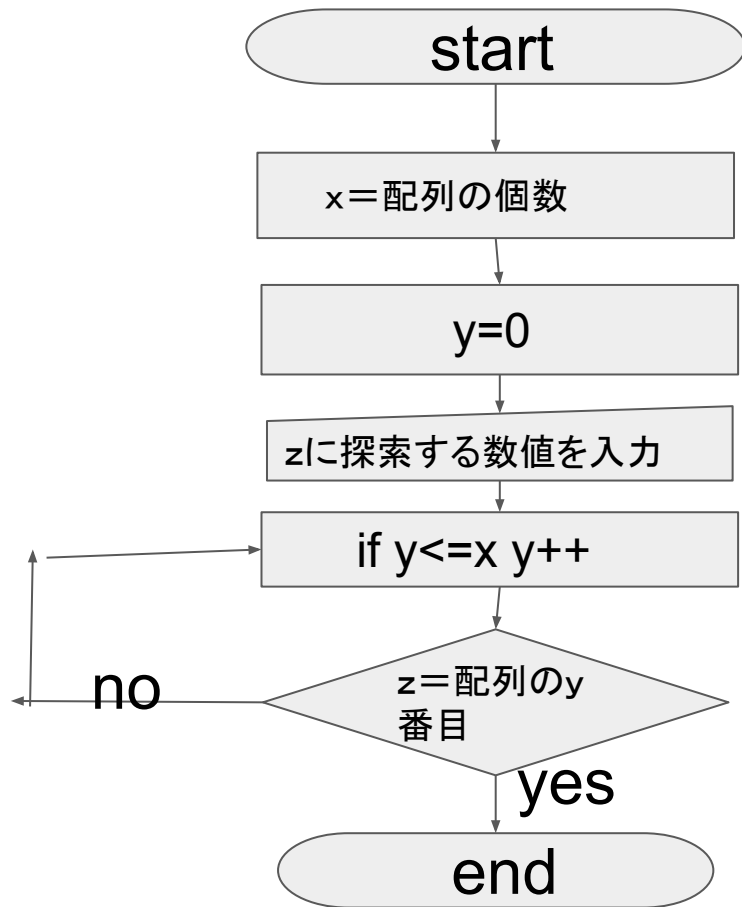 start
x＝配列の個数
y=0
zに探索する数値を入力
if y<=x y++
no
z＝配列のy
番目
yes
end